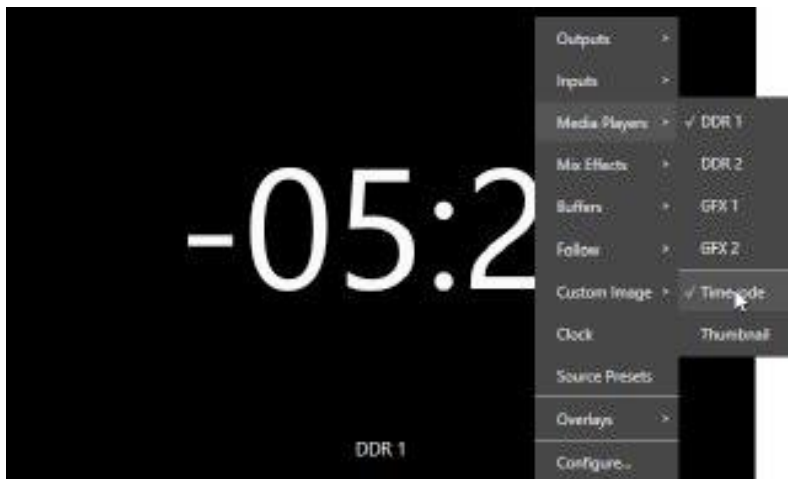 -05:2
DDR 1
Outputs
Inputs
Media Players
Mix Effects
Buffers
Follow
Custom Image
Clock
Source Presets
Overlays
Configure...
✓ DDR 1
DDR 2
GFX 1
GFX 2
✓ Timecode
Thumbnail